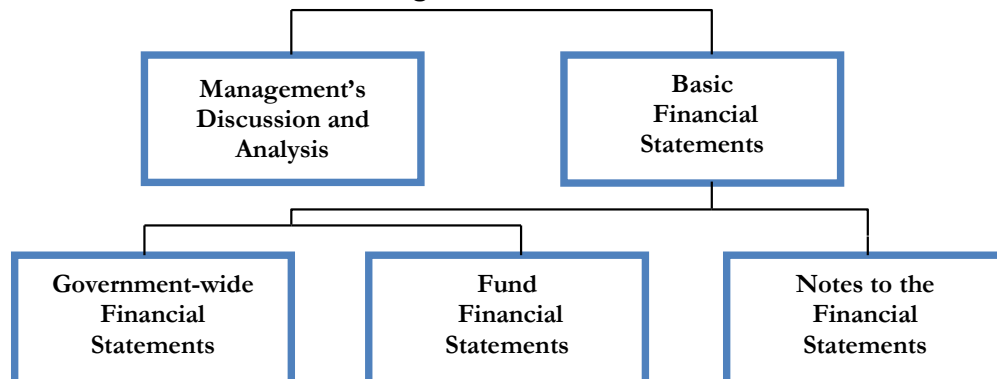 Management’s
Discussion and
Analysis
Basic
Financial
Statements
Government-wide
Financial
Statements
Fund
Financial
Statements
Notes to the
Financial
Statements